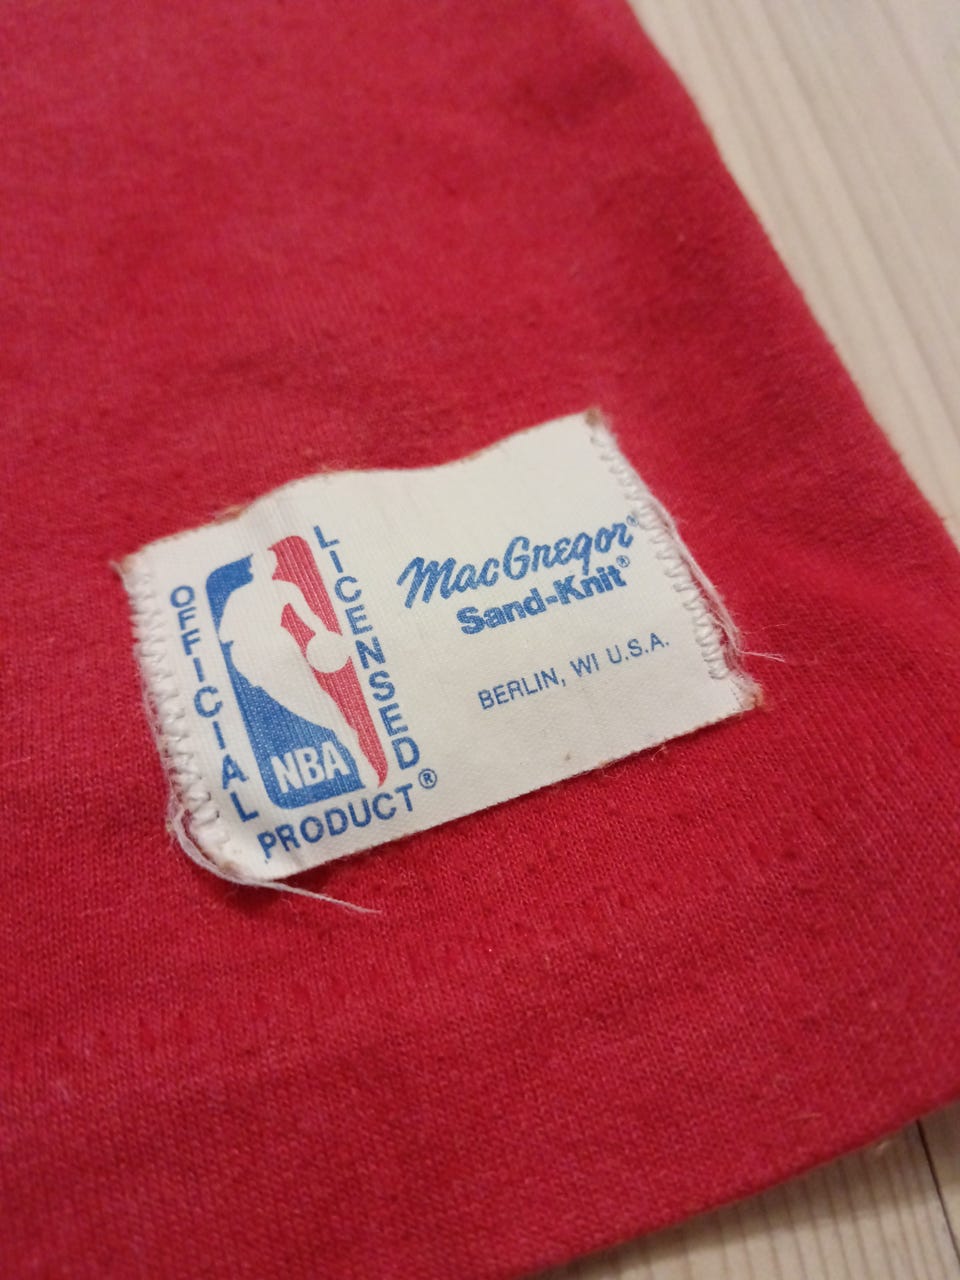 OFFICIAL
LICENSED
PRODUCT®
NBA
MacGregor®
Sand-Knit®
BERLIN, WI U.S.A.